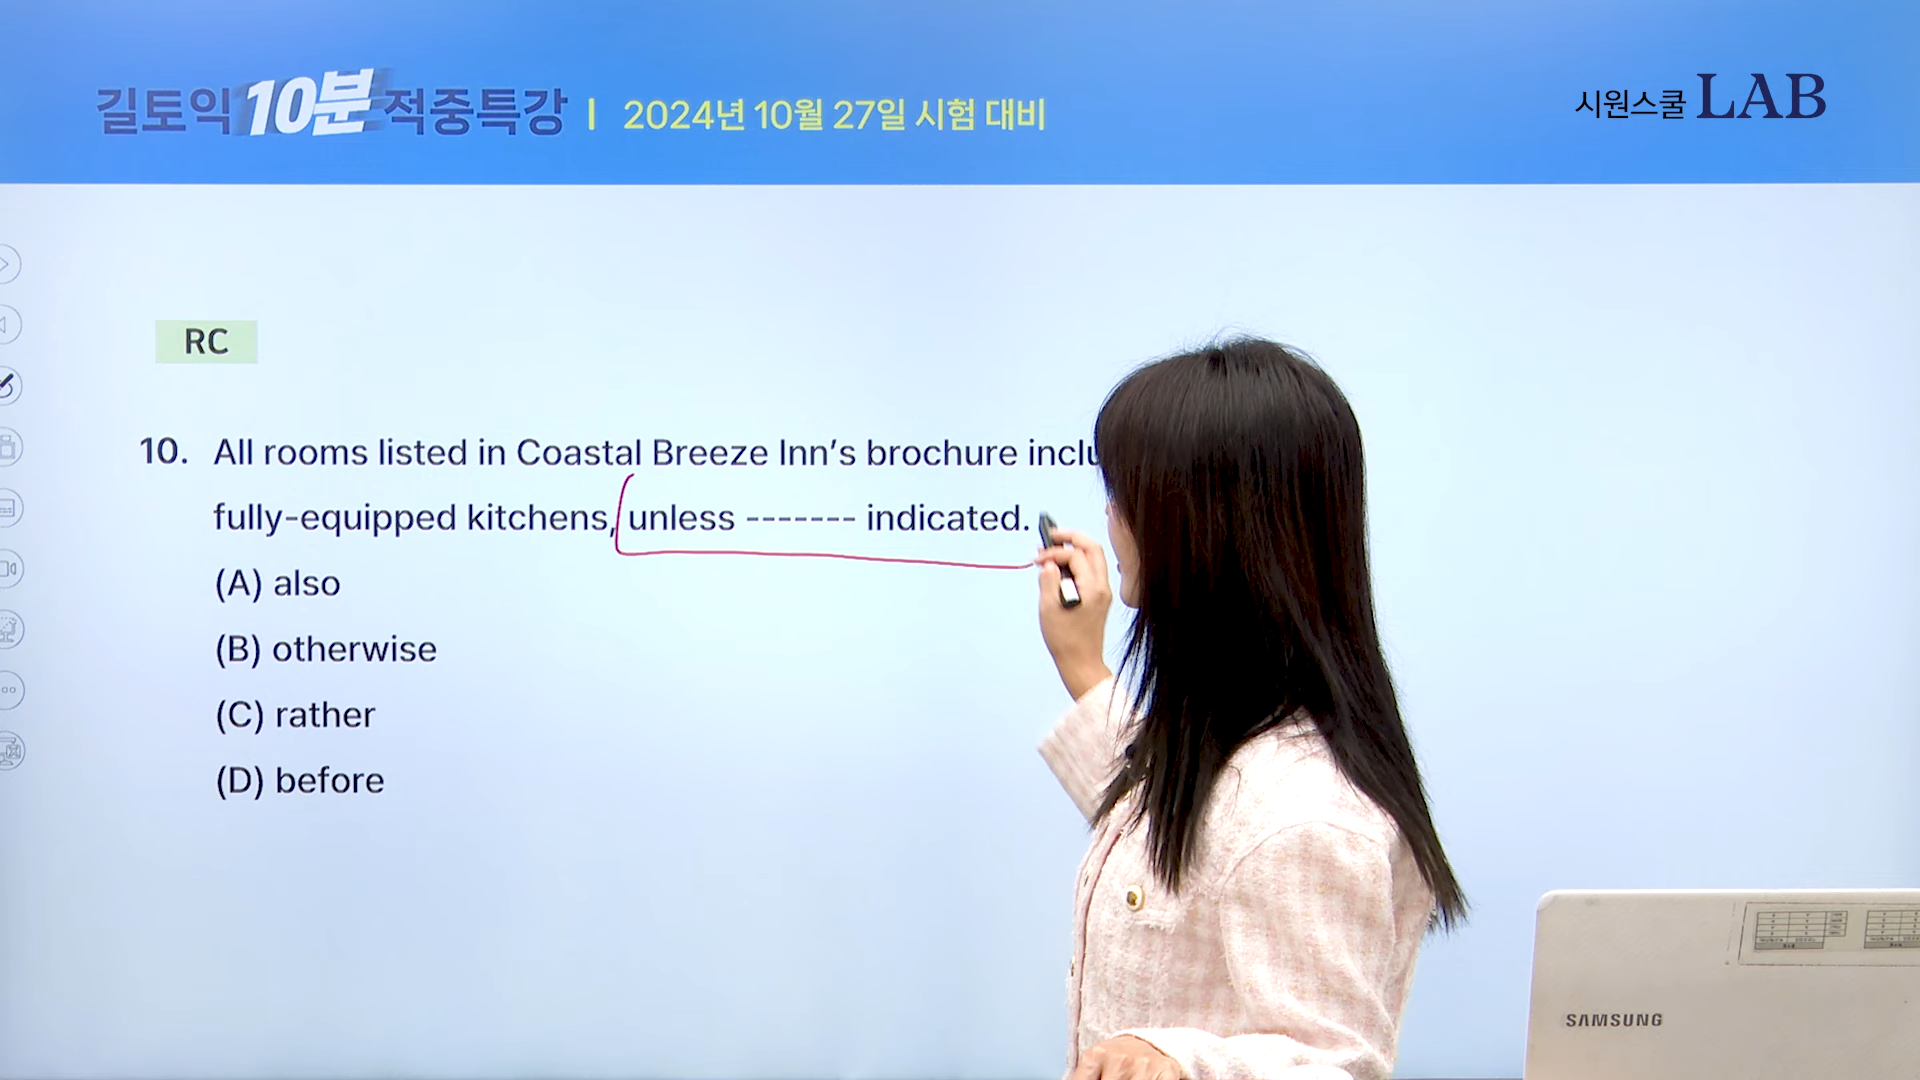 길토익 10분 적중특강 | 2024년 10월 27일 시험 대비
시원스쿨 LAB
RC
10. All rooms listed in Coastal Breeze Inn's brochure
fully-equipped kitchens, unless ------- indicated.
(A) also
(B) otherwise
(C) rather
(D) before
SAMSUNG